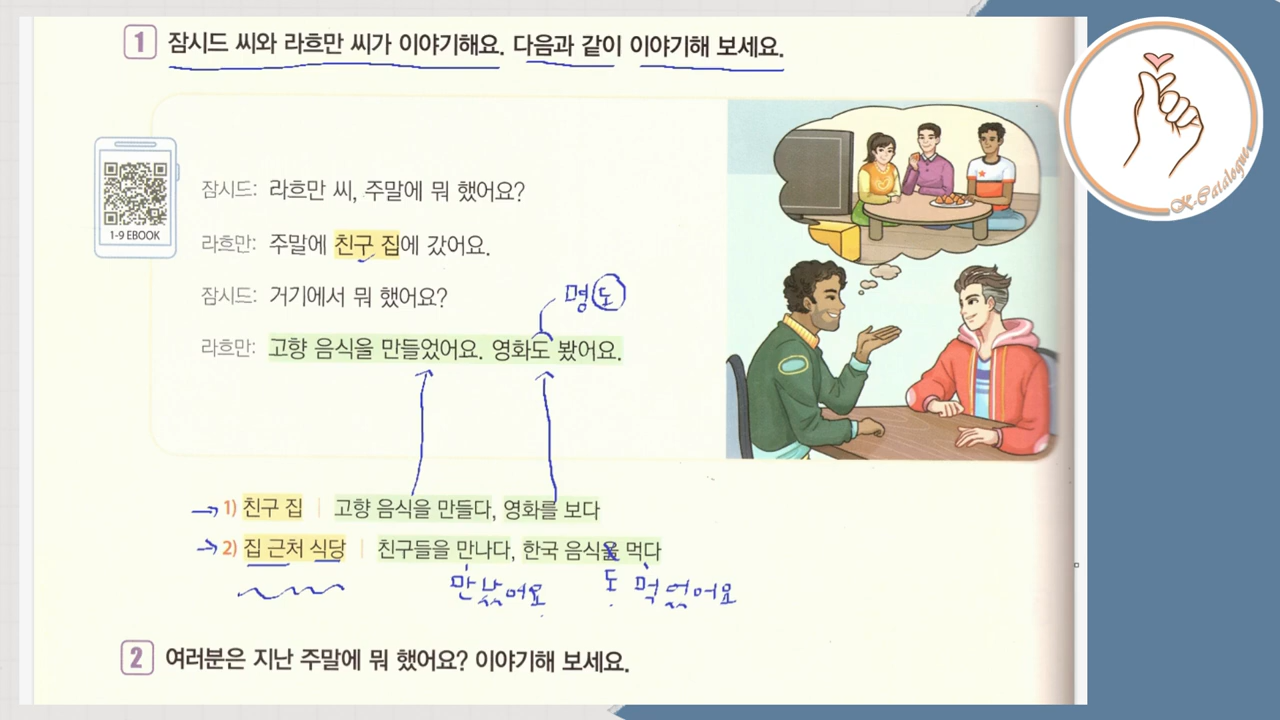 1 잠시드 씨와 라흐만 씨가 이야기해요. 다음과 같이 이야기해 보세요.
K.Catalogue
1-9 EBOOK
잠시드: 라흐만 씨, 주말에 뭐 했어요?
라흐만: 주말에 친구 집에 갔어요.
잠시드: 거기에서 뭐 했어요?
명 도
라흐만: 고향 음식을 만들었어요. 영화도 봤어요.
1) 친구 집 | 고향 음식을 만들다, 영화를 보다
2) 집 근처 식당 | 친구들을 만나다, 한국 음식을 먹다
만났어요 도 먹었어요
2 여러분은 지난 주말에 뭐 했어요? 이야기해 보세요.